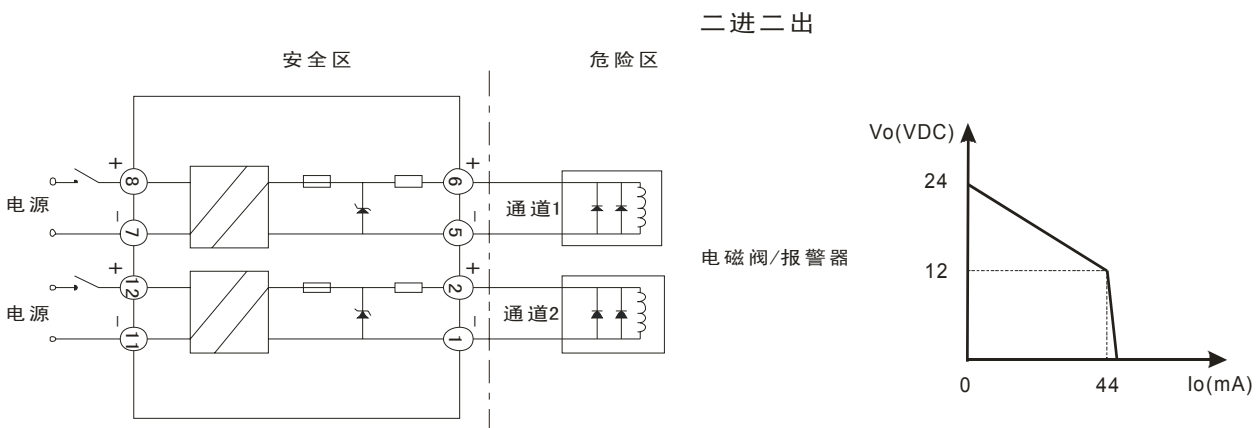 二进二出
安全区
危险区
+
+
8
6
电源
通道1
−
−
7
5
+
+
12
2
电源
通道2
−
−
11
1
电磁阀/报警器
Vo(VDC)
24
12
0
44
Io(mA)